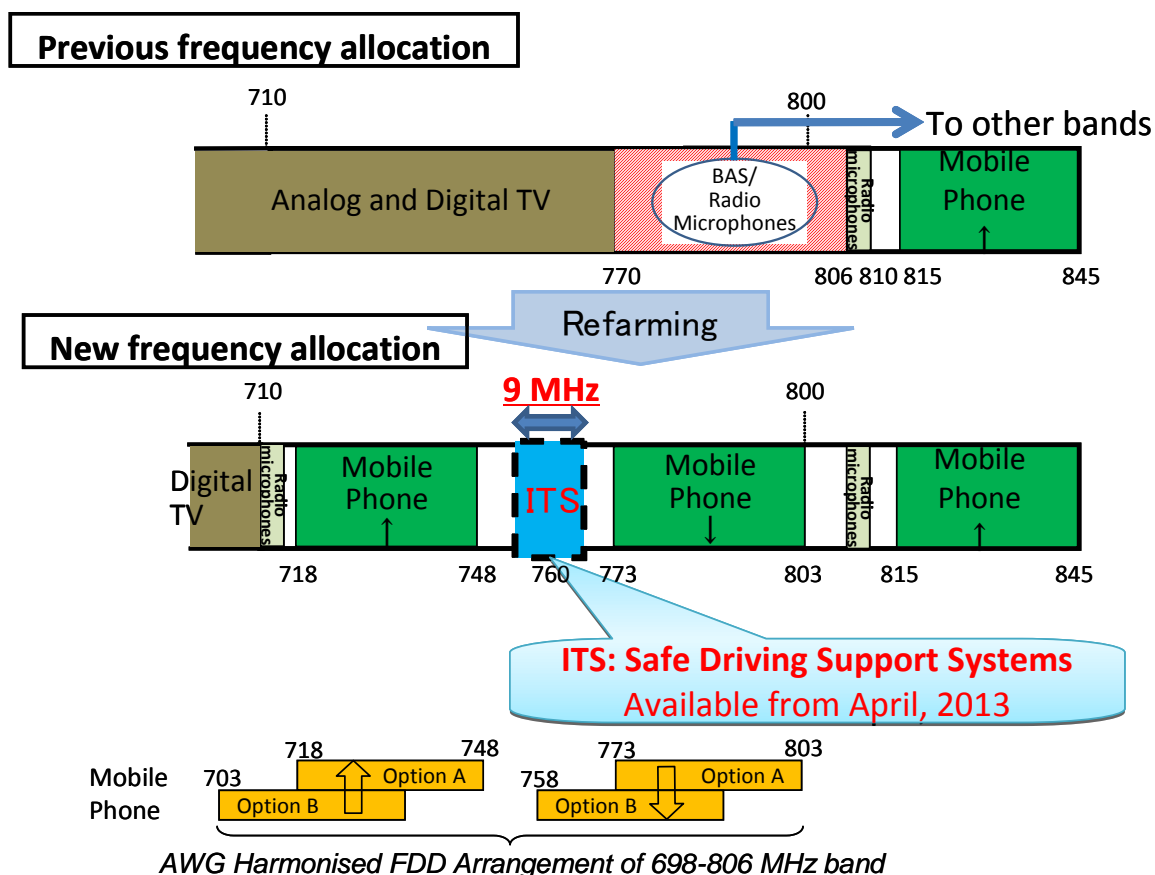 Previous frequency allocation
710
800
To other bands
Analog and Digital TV
BAS/
Radio
Microphones
Radio
microphones
Mobile
Phone
↑
770
806
810
815
845
Refarming
New frequency allocation
9 MHz
710
800
Digital
TV
Radio
microphones
Mobile
Phone
↑
ITS
Mobile
Phone
↓
Radio
microphones
Mobile
Phone
↑
718
748
760
773
803
815
845
ITS: Safe Driving Support Systems
Available from April, 2013
Mobile
Phone
718
748
773
803
Option A
Option A
703
758
Option B
Option B
AWG Harmonised FDD Arrangement of 698-806 MHz band